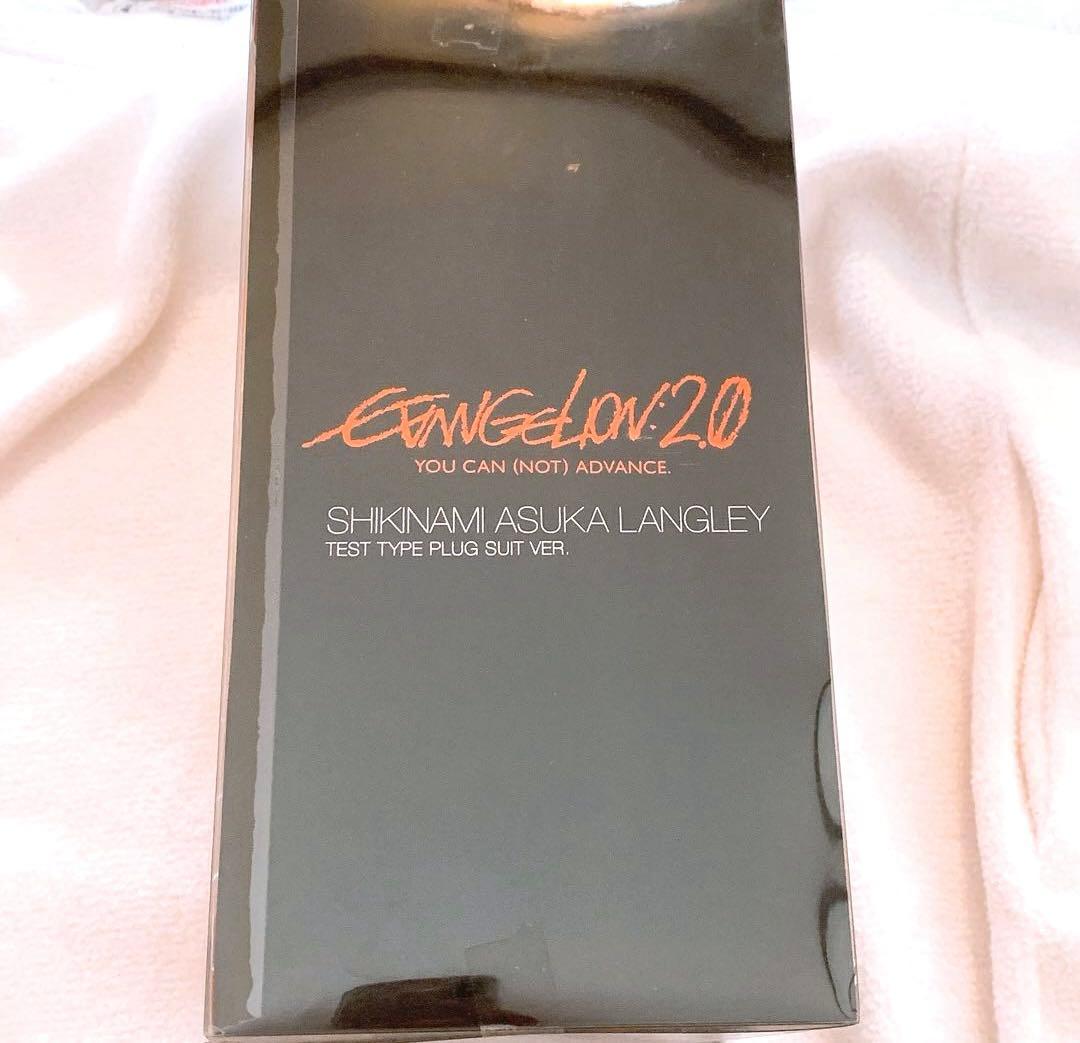 EVANGELION:2.0
YOU CAN (NOT) ADVANCE.
SHIKINAMI ASUKA LANGLEY
TEST TYPE PLUG SUIT VER.